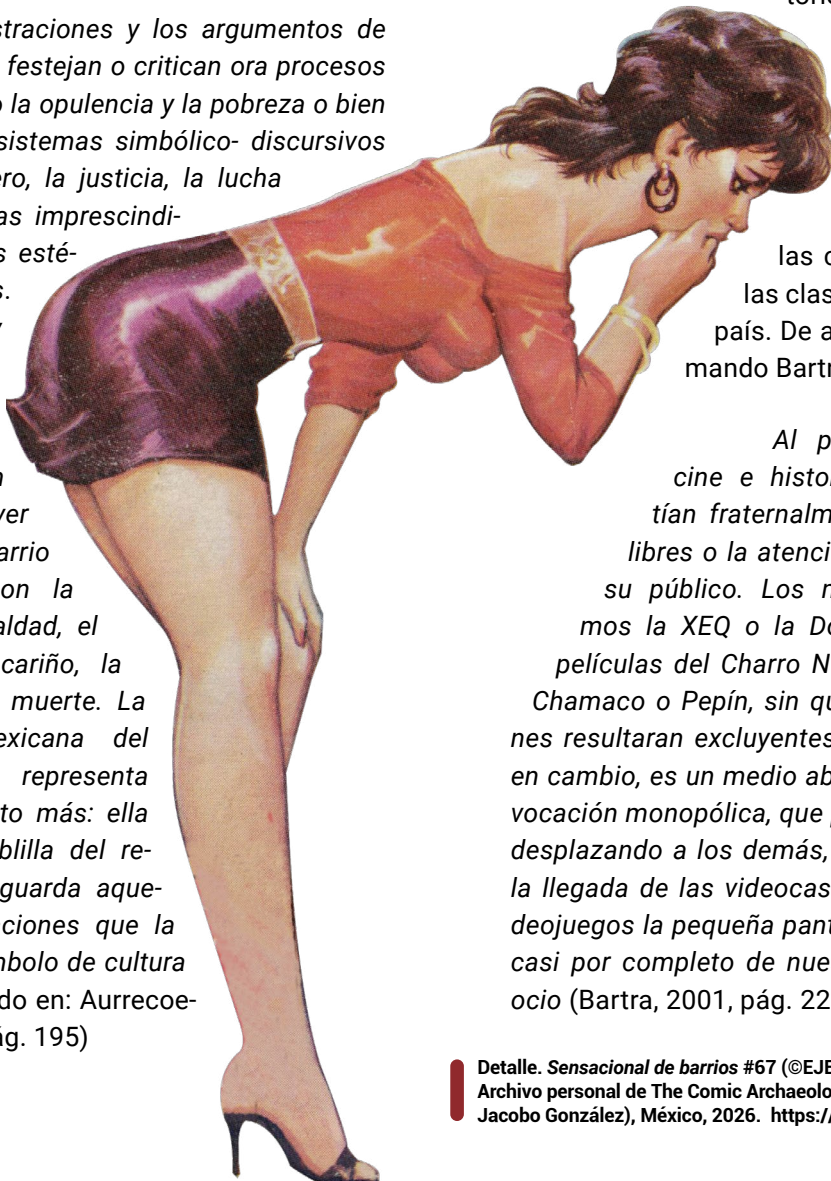 straciones y los argumentos de
festejan o critican ora procesos
o la opulencia y la pobreza o bien
sistemas simbólico- discursivos
ero, la justicia, la lucha
as imprescindi-
s esté-
s.
y
n
ver
arrio
on la
aldad, el
cariño, la
muerte. La
exicana del
representa
to más: ella
blilla del re-
guarda aque-
ciones que la
mbolo de cultura
do en: Aurrecoe-
ág. 195)
las c
las clas
país. De a
mando Bartr
Al p
cine e histor
tían fraternalm
libres o la atenci
su público. Los m
mos la XEQ o la Do
películas del Charro N
Chamaco o Pepín, sin qu
nes resultaran excluyentes
en cambio, es un medio ab
vocación monopólica, que p
desplazando a los demás,
la llegada de las videocas
deojuegos la pequeña pant
casi por completo de nue
ocio (Bartra, 2001, pág. 22
Detalle. Sensacional de barrios #67 (©EJE
Archivo personal de The Comic Archaeolo
Jacobo González), México, 2026. https://